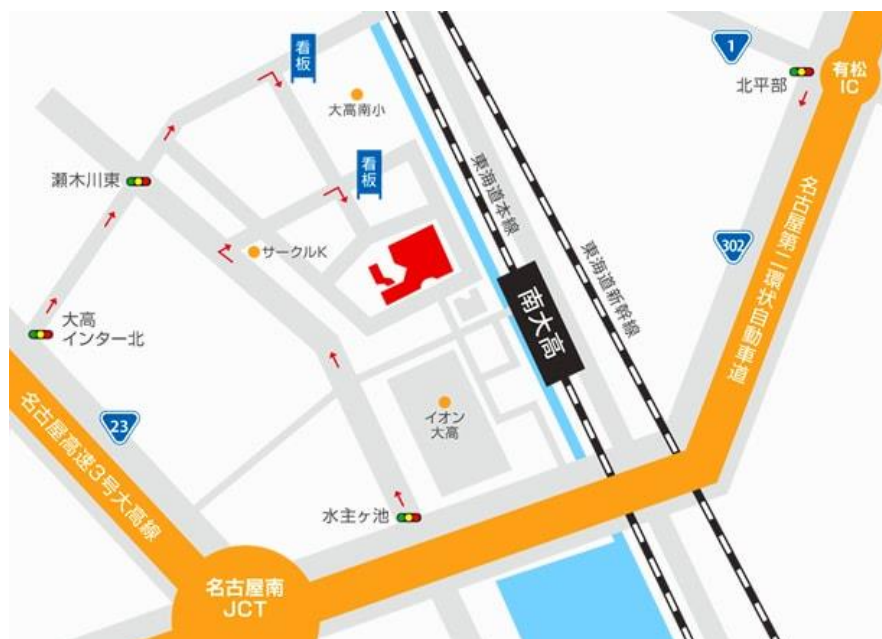 看板
1
有松
IC
北平部
大高南小
東海道本線
瀬木川東
看板
302
サークルK
東海道新幹線
名古屋第二環状自動車道
南大高
大高
インター北
23
イオン
大高
名古屋高速3号大高線
水主ヶ池
名古屋南
JCT